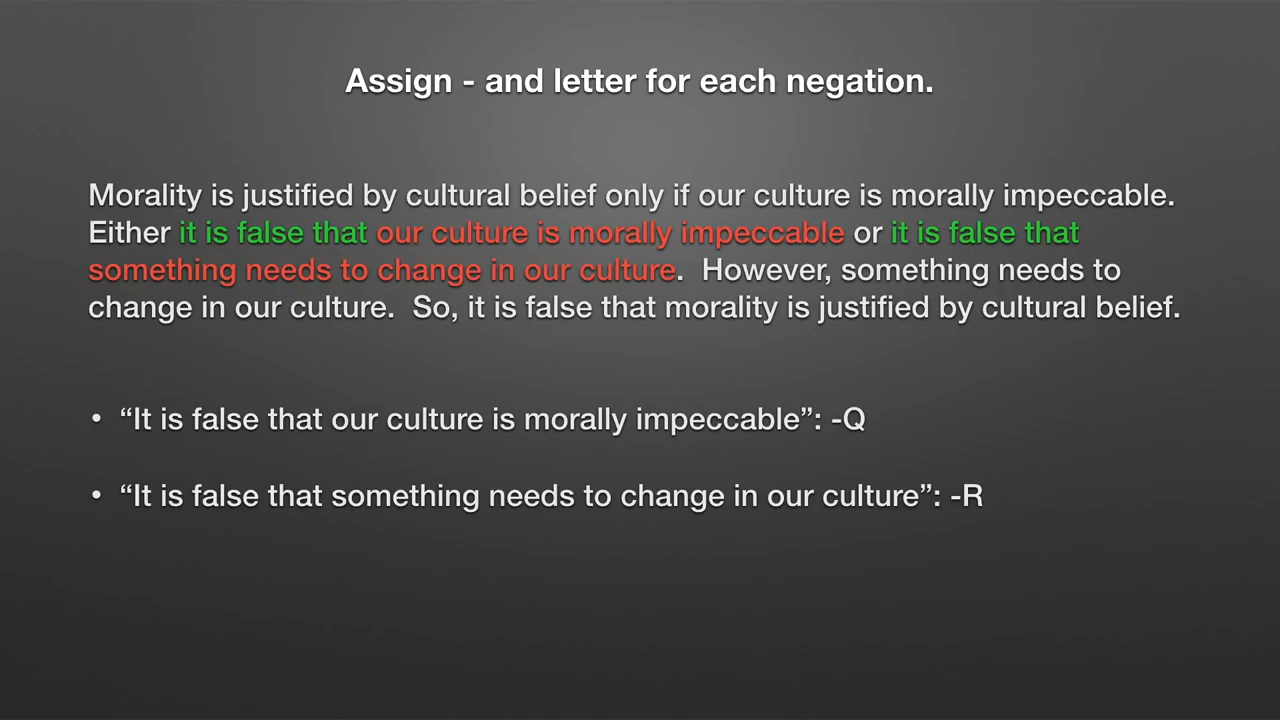 Assign - and letter for each negation.
Morality is justified by cultural belief only if our culture is morally impeccable.
Either it is false that our culture is morally impeccable or it is false that
something needs to change in our culture.  However, something needs to
change in our culture.  So, it is false that morality is justified by cultural belief.
• “It is false that our culture is morally impeccable”: -Q
• “It is false that something needs to change in our culture”: -R